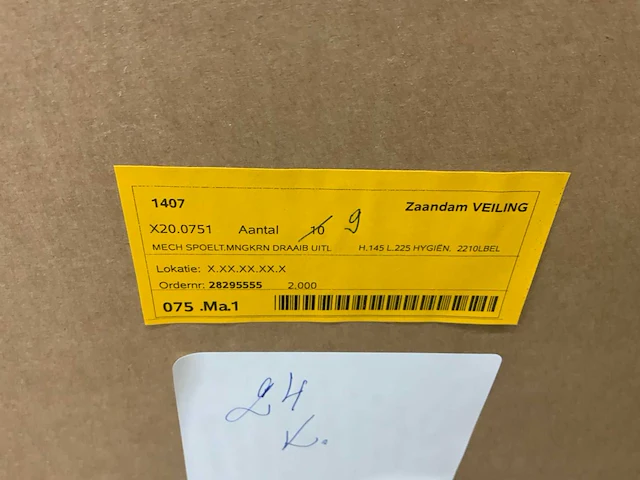 1407 Zaandam VEILING
X20.0751 Aantal 10 9
MECH SPOELT.MNGKRN DRAAIB UITL H.145 L.225 HYGIËN. 2210LBEL
Lokatie: X.XX.XX.XX.X
Ordernr: 28295555 2.000
075 .Ma.1
24
K.